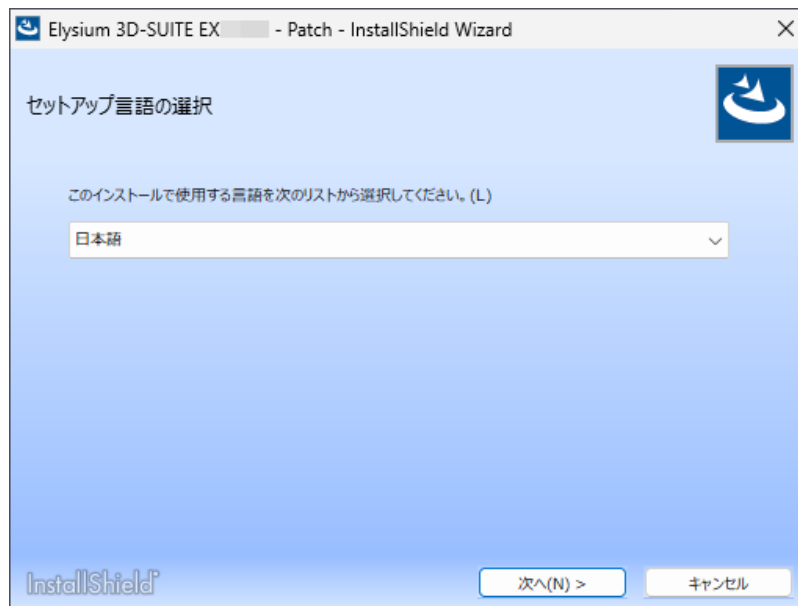 Elysium 3D-SUITE EX - Patch - InstallShield Wizard
セットアップ言語の選択
このインストールで使用する言語を次のリストから選択してください。(L)
日本語
InstallShield
次へ(N) >
キャンセル